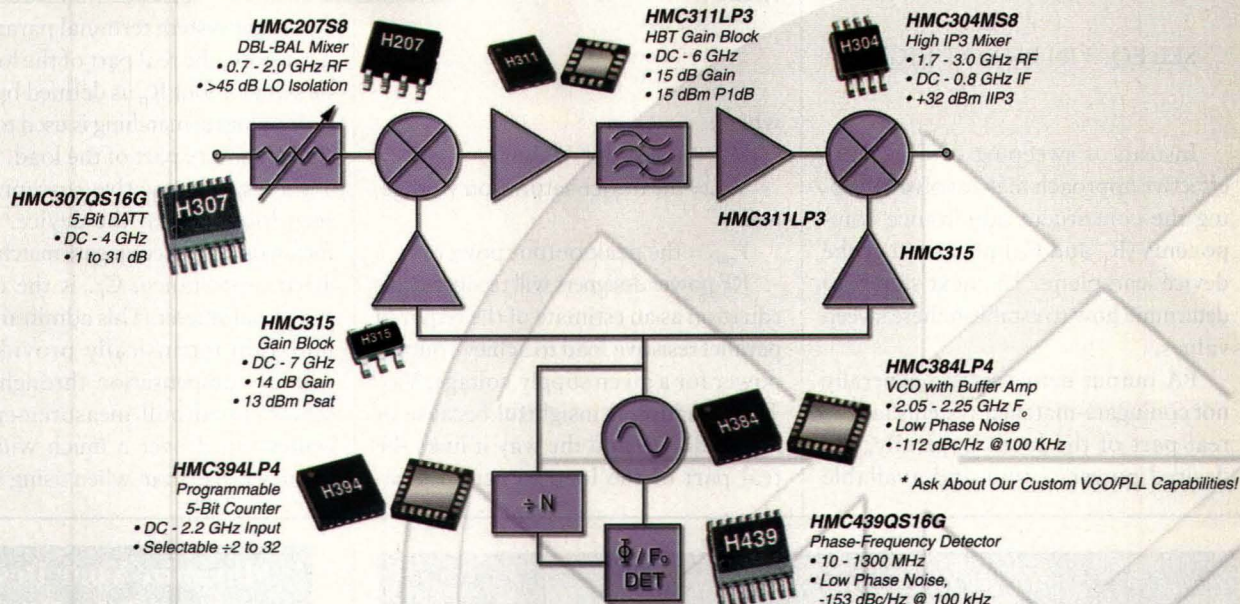 HMC207S8
DBL-BAL Mixer
• 0.7 - 2.0 GHz RF
• >45 dB LO Isolation
H207
H311
HMC311LP3
HBT Gain Block
• DC - 6 GHz
• 15 dB Gain
• 15 dBm P1dB
H304
HMC304MS8
High IP3 Mixer
• 1.7 - 3.0 GHz RF
• DC - 0.8 GHz IF
• +32 dBm IIP3
HMC307QS16G
5-Bit DATT
• DC - 4 GHz
• 1 to 31 dB
H307
HMC311LP3
HMC315
HMC315
Gain Block
• DC - 7 GHz
• 14 dB Gain
• 13 dBm Psat
H315
H384
HMC384LP4
VCO with Buffer Amp
• 2.05 - 2.25 GHz Fo
• Low Phase Noise
• -112 dBc/Hz @100 KHz
* Ask About Our Custom VCO/PLL Capabilities!
HMC394LP4
Programmable
5-Bit Counter
• DC - 2.2 GHz Input
• Selectable ÷2 to 32
H394
÷ N
Φ / Fo
DET
H439
HMC439QS16G
Phase-Frequency Detector
• 10 - 1300 MHz
• Low Phase Noise,
-153 dBc/Hz @ 100 kHz